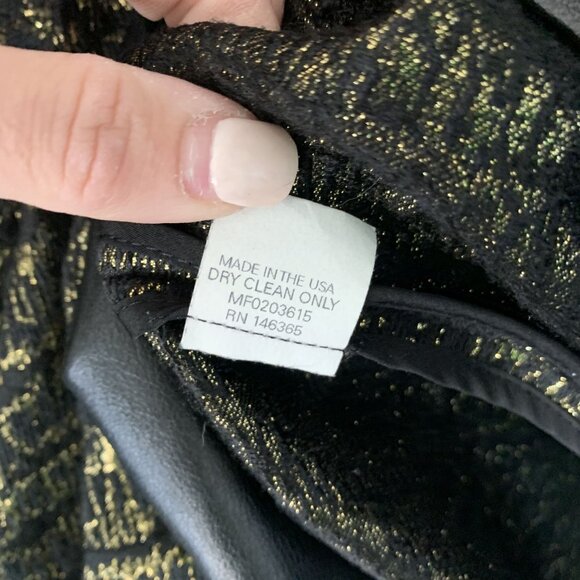 MADE IN THE USA
DRY CLEAN ONLY
MF0203615
RN 146365